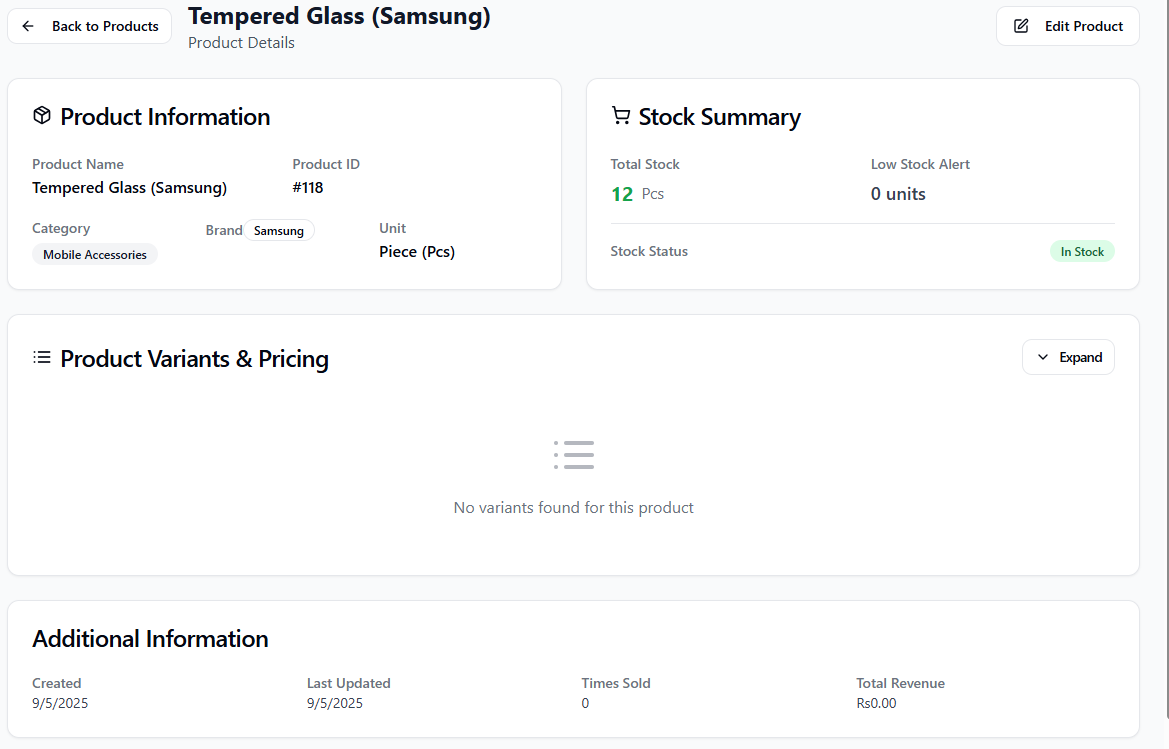 Back to Products
Tempered Glass (Samsung)
Product Details
Edit Product
Product Information
Product Name
Product ID
Tempered Glass (Samsung)
#118
Category
Brand
Samsung
Unit
Mobile Accessories
Piece (Pcs)
Stock Summary
Total Stock
Low Stock Alert
12 Pcs
0 units
Stock Status
In Stock
Product Variants & Pricing
Expand
No variants found for this product
Additional Information
Created
Last Updated
Times Sold
Total Revenue
9/5/2025
9/5/2025
0
Rs0.00